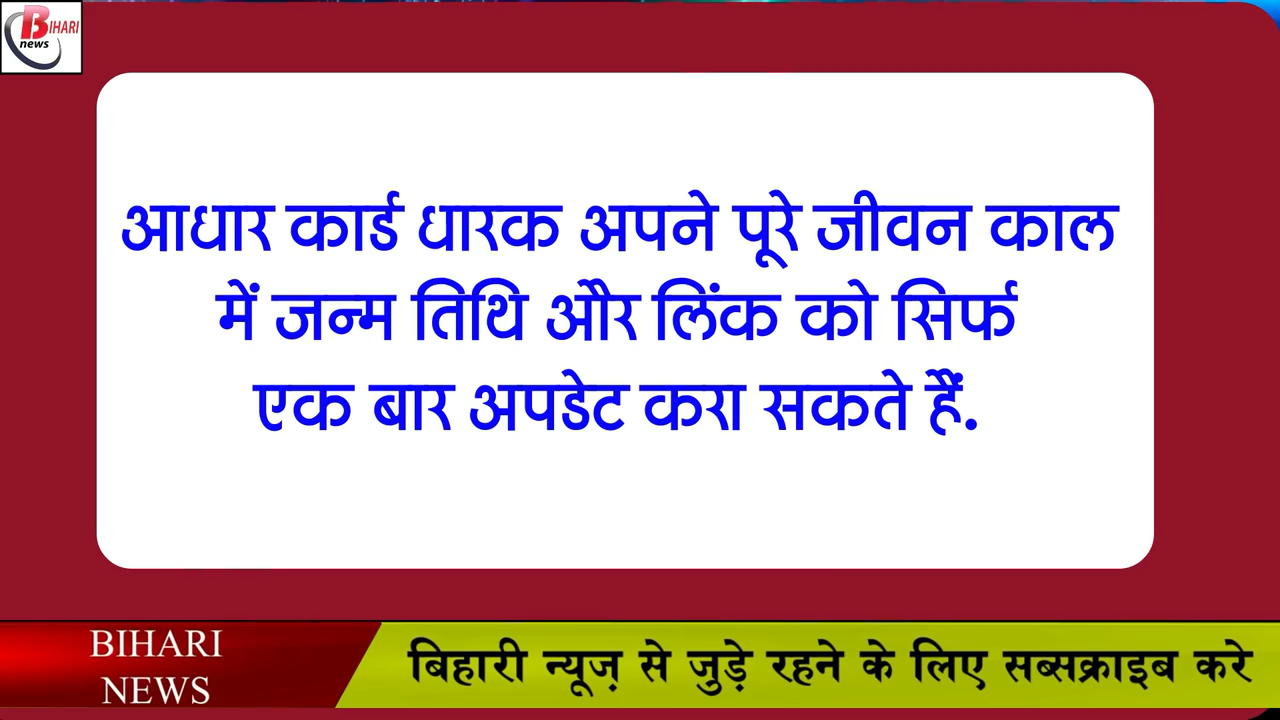 BIHARI
news
आधार कार्ड धारक अपने पूरे जीवन काल
में जन्म तिथि और लिंक को सिर्फ
एक बार अपडेट करा सकते हैं.
BIHARI
NEWS
बिहारी न्यूज़ से जुड़े रहने के लिए सब्सक्राइब करे